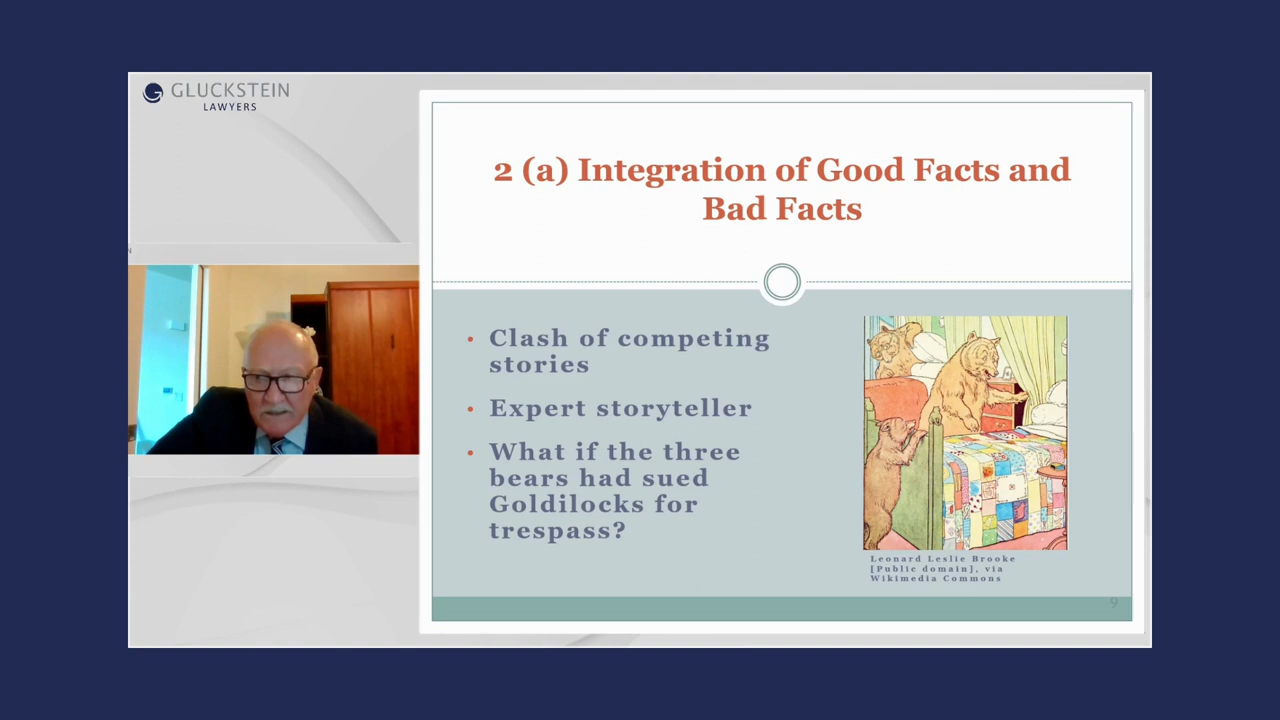 GLUCKSTEIN
LAWYERS
2 (a) Integration of Good Facts and
Bad Facts
• Clash of competing
stories
• Expert storyteller
• What if the three
bears had sued
Goldilocks for
trespass?
Leonard Leslie Brooke
[Public domain], via
Wikimedia Commons
9